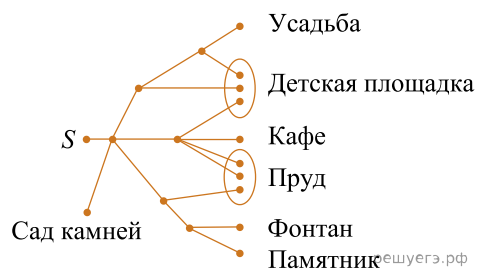 Усадьба
Детская площадка
S
Кафе
Пруд
Сад камней
Фонтан
Памятник
решуегэ.рф